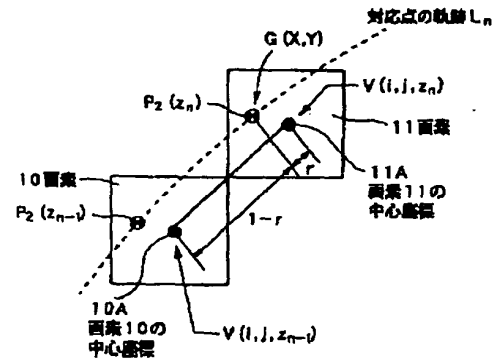 対応点の軌跡Ln
G(X,Y)
P2(zn)
V(i,j,zn)
11画素
10画素
11A
画素11の
中心座標
r
P2(zn-1)
1-r
10A
画素10の
中心座標
V(i,j,zn-1)